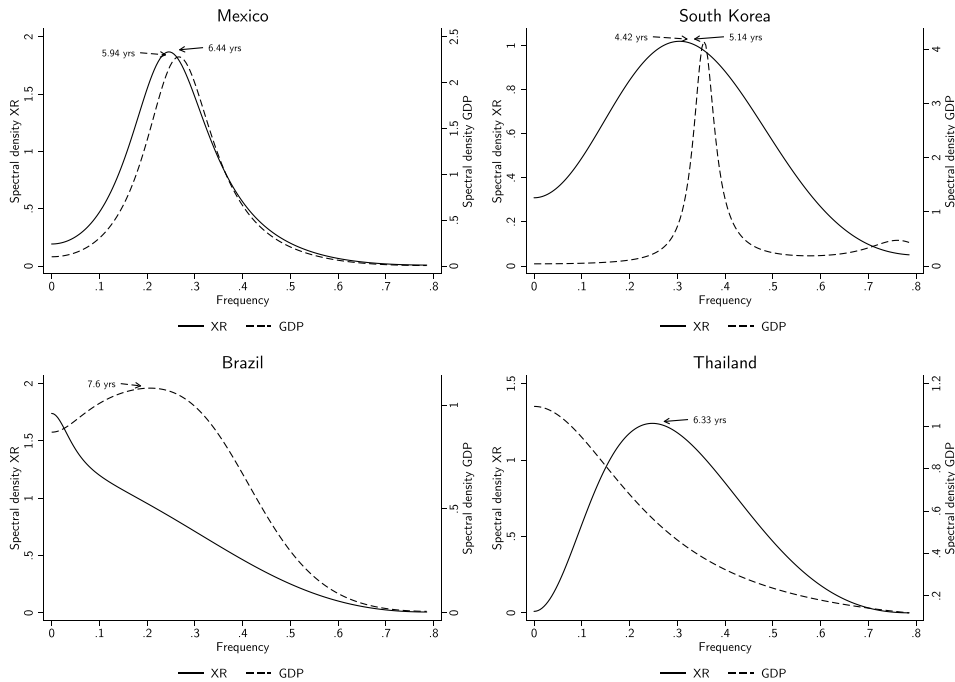 Mexico
5.94 yrs
6.44 yrs
Spectral density XR
0 .5 1 1.5 2
Spectral density GDP
0 .5 1 1.5 2 2.5
0 .1 .2 .3 .4 .5 .6 .7 .8
Frequency
XR GDP
South Korea
4.42 yrs
5.14 yrs
Spectral density XR
0 .2 .4 .6 .8 1
Spectral density GDP
0 1 2 3 4
0 .1 .2 .3 .4 .5 .6 .7 .8
Frequency
XR GDP
Brazil
7.6 yrs
Spectral density XR
0 .5 1 1.5 2
Spectral density GDP
0 .5 1
0 .1 .2 .3 .4 .5 .6 .7 .8
Frequency
XR GDP
Thailand
6.33 yrs
Spectral density XR
0 .5 1 1.5
Spectral density GDP
.2 .4 .6 .8 1 1.2
0 .1 .2 .3 .4 .5 .6 .7 .8
Frequency
XR GDP